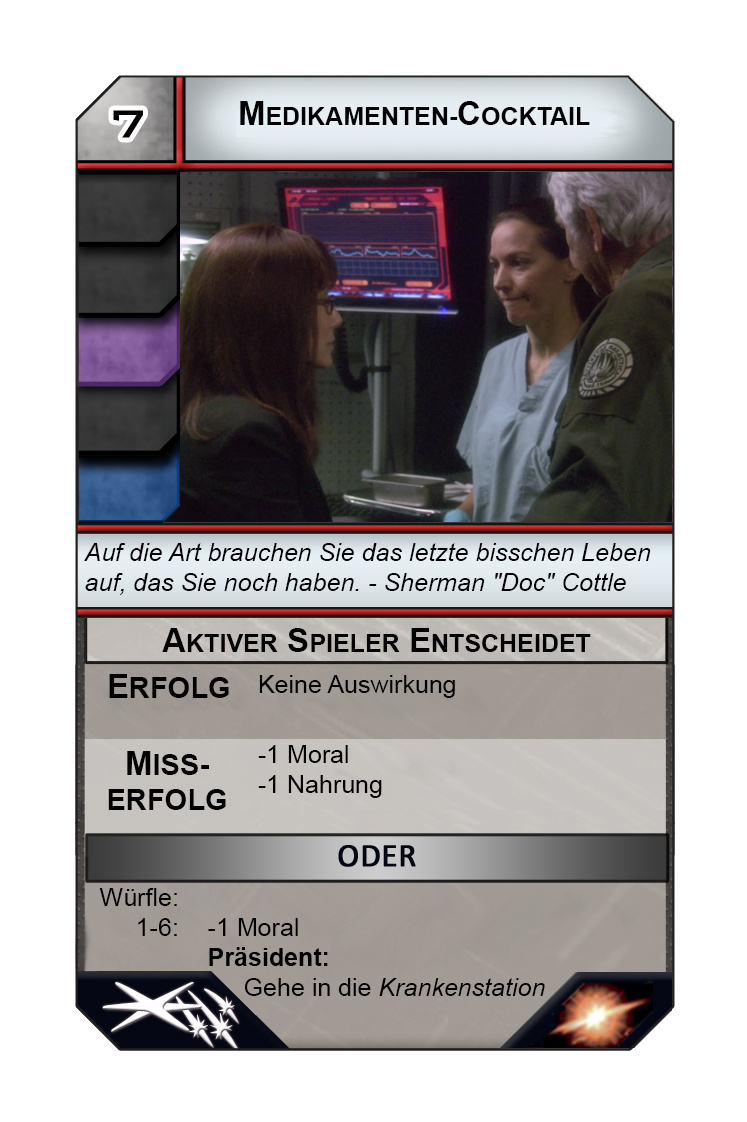 7
MEDIKAMENTEN-COCKTAIL
Auf die Art brauchen Sie das letzte bisschen Leben
auf, das Sie noch haben. - Sherman "Doc" Cottle
AKTIVER SPIELER ENTSCHEIDET
ERFOLG Keine Auswirkung
MISS-
ERFOLG
-1 Moral
-1 Nahrung
ODER
Würfle:
1-6: -1 Moral
Präsident:
Gehe in die Krankenstation